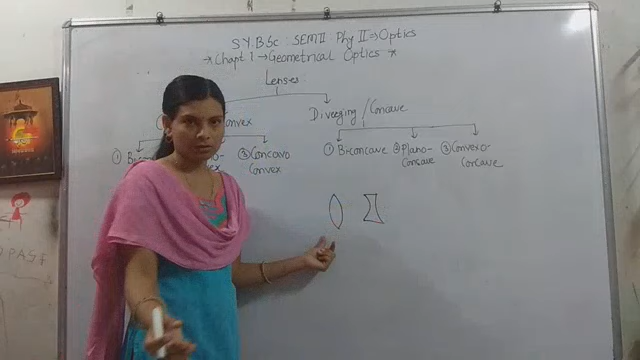 S.Y.B.Sc : SEM II : Phy II → Optics
* Chapt 1 → Geometrical Optics *
Lenses
Convex
Diverging / Concave
① ③ Concavo Convex
① Biconcave ② Plano-Concave ③ Convexo-Concave